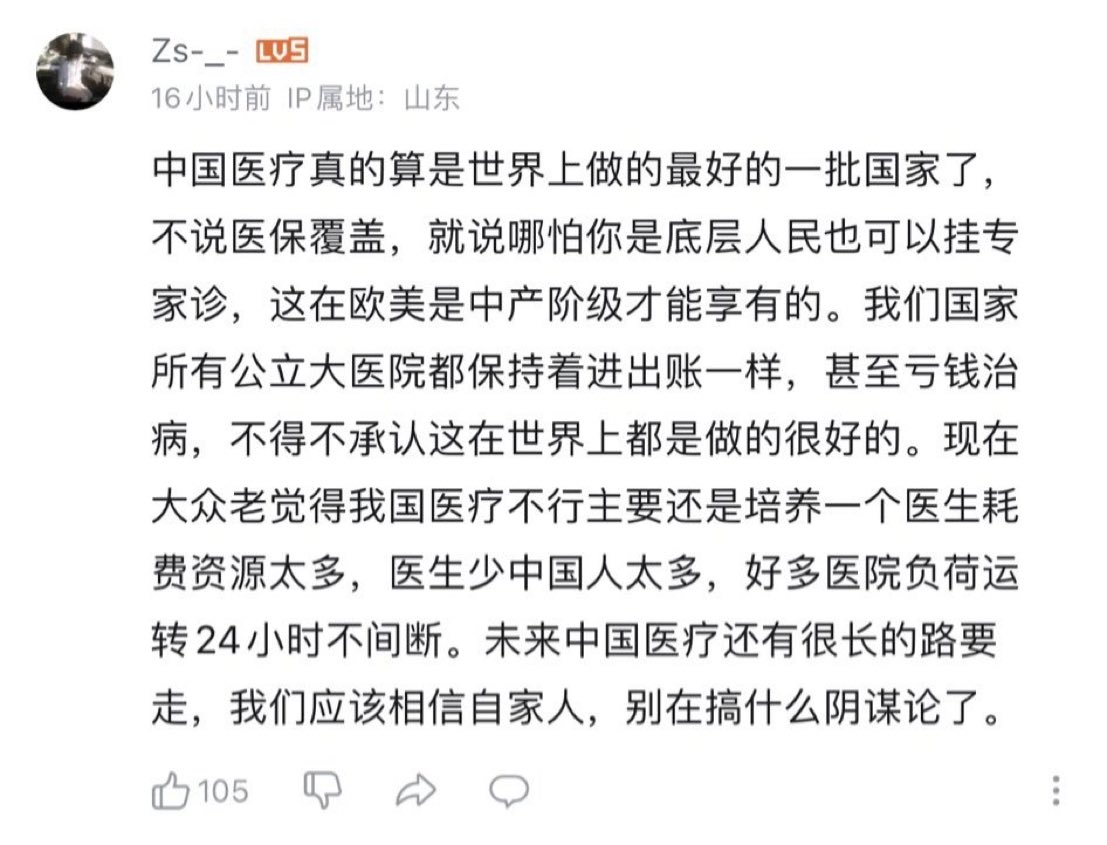 Zs-_- LV5
16小时前 IP属地：山东
中国医疗真的算是世界上做的最好的一批国家了，
不说医保覆盖，就说哪怕你是底层人民也可以挂专
家诊，这在欧美是中产阶级才能享有的。我们国家
所有公立大医院都保持着进出账一样，甚至亏钱治
病，不得不承认这在世界上都是做的很好的。现在
大众老觉得我国医疗不行主要还是培养一个医生耗
费资源太多，医生少中国人太多，好多医院负荷运
转24小时不间断。未来中国医疗还有很长的路要
走，我们应该相信自家人，别在搞什么阴谋论了。
105